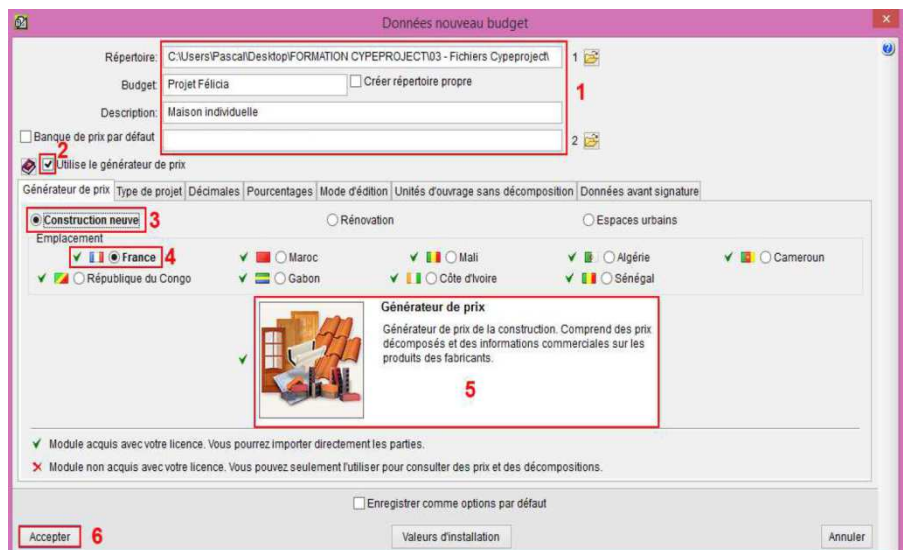 Données nouveau budget
Répertoire: C:\Users\Pascal\Desktop\FORMATION CYPEPROJECT\03 - Fichiers Cypeproject\ 1
Budget: Projet Félicia Créer répertoire propre 1
Description: Maison individuelle
Banque de prix par défaut 2
2
Utilise le générateur de prix
Générateur de prix Type de projet Décimales Pourcentages Mode d'édition Unités d'ouvrage sans décomposition Données avant signature
Construction neuve 3 Rénovation Espaces urbains
Emplacement
France 4 Maroc Mali Algérie Cameroun
République du Congo Gabon Côte d'Ivoire Sénégal
Générateur de prix
Générateur de prix de la construction. Comprend des prix
décomposés et des informations commerciales sur les
produits des fabricants.
5
Module acquis avec votre licence. Vous pourrez importer directement les parties.
Module non acquis avec votre licence. Vous pouvez seulement l'utiliser pour consulter des prix et des décompositions.
Enregistrer comme options par défaut
Accepter 6 Valeurs d'installation Annuler